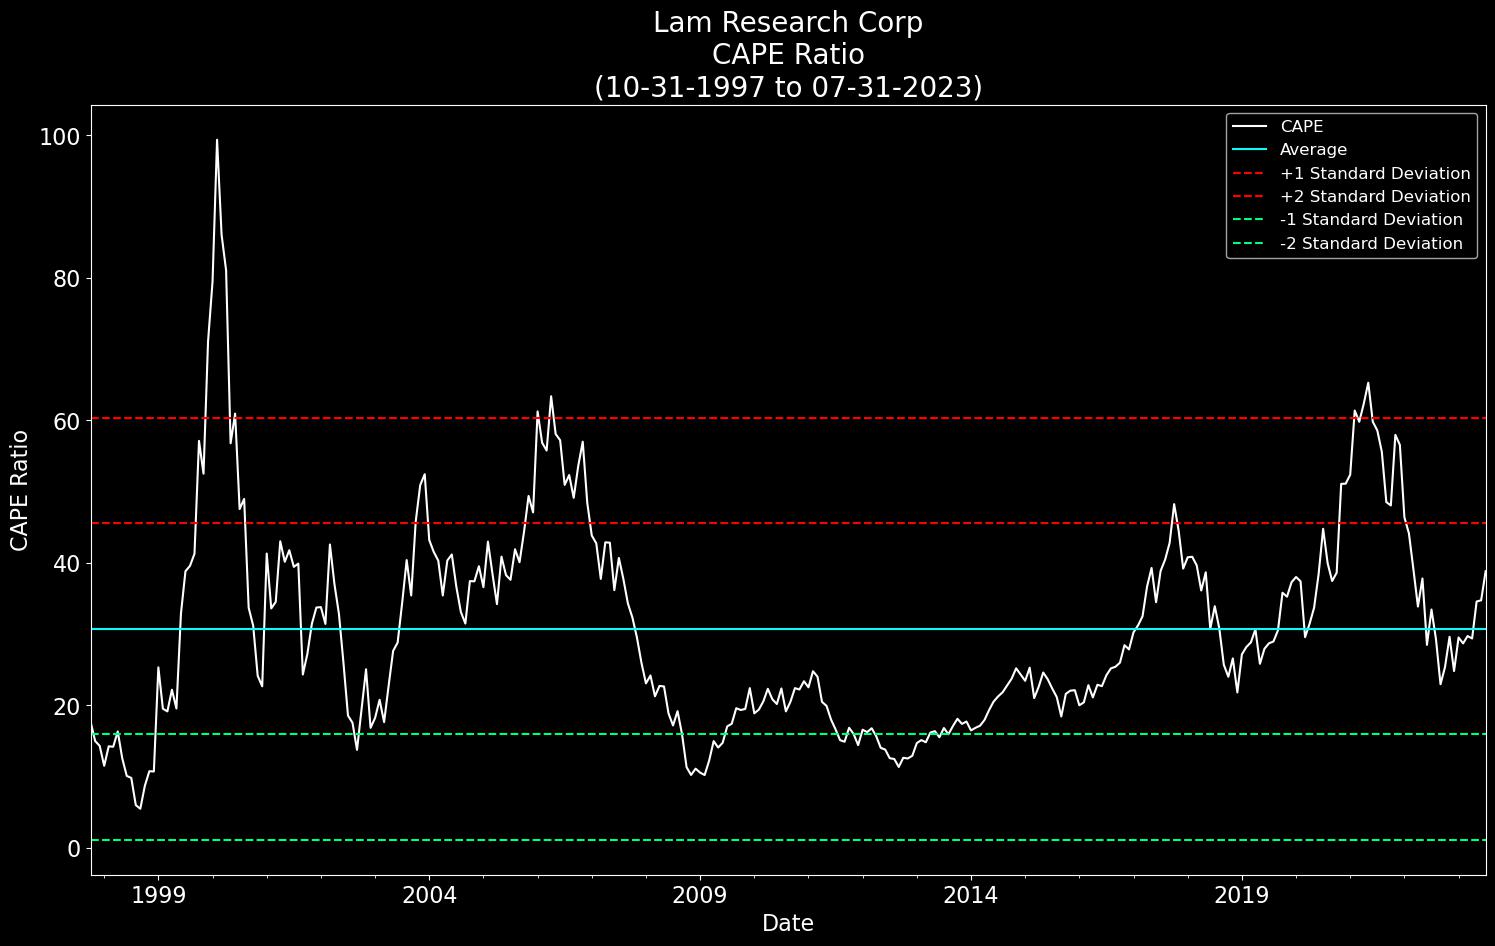 Lam Research Corp
CAPE Ratio
(10-31-1997 to 07-31-2023)
CAPE
Average
+1 Standard Deviation
+2 Standard Deviation
-1 Standard Deviation
-2 Standard Deviation
CAPE Ratio
100
80
60
40
20
0
1999 2004 2009 2014 2019
Date